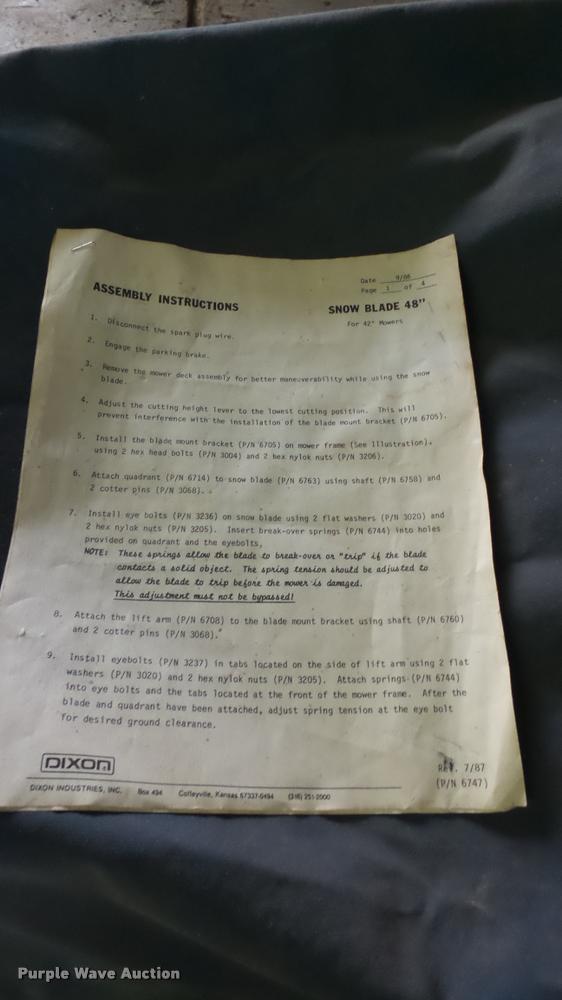 Date 9/86
Page 1 of 4
ASSEMBLY INSTRUCTIONS
SNOW BLADE 48"
For 42" Mowers
1. Disconnect the spark plug wire.
2. Engage the parking brake.
3. Remove the mower deck assembly for better maneuverability while using the snow
blade.
4. Adjust the cutting height lever to the lowest cutting position. This will
prevent interference with the installation of the blade mount bracket (P/N 6705).
5. Install the blade mount bracket (P/N 6705) on mower frame (See Illustration),
using 2 hex head bolts (P/N 3004) and 2 hex nylok nuts (P/N 3206).
6. Attach quadrant (P/N 6714) to snow blade (P/N 6763) using shaft (P/N 6758) and
2 cotter pins (P/N 3068).
7. Install eye bolts (P/N 3236) on snow blade using 2 flat washers (P/N 3020) and
2 hex nylok nuts (P/N 3205). Insert break-over springs (P/N 6744) into holes
provided on quadrant and the eyebolts.
NOTE: These springs allow the blade to break-over or "trip" if the blade
contacts a solid object. The spring tension should be adjusted to
allow the blade to trip before the mower is damaged.
This adjustment must not be bypassed!
8. Attach the lift arm (P/N 6708) to the blade mount bracket using shaft (P/N 6760)
and 2 cotter pins (P/N 3068).
9. Install eyebolts (P/N 3237) in tabs located on the side of lift arm using 2 flat
washers (P/N 3020) and 2 hex nylok nuts (P/N 3205). Attach springs (P/N 6744)
into eye bolts and the tabs located at the front of the mower frame. After the
blade and quadrant have been attached, adjust spring tension at the eye bolt
for desired ground clearance.
DIXON
REV. 7/87
(P/N 6747)
DIXON INDUSTRIES, INC. Box 494 Coffeyville, Kansas 67337-0494 (316) 251-2000
Purple Wave Auction